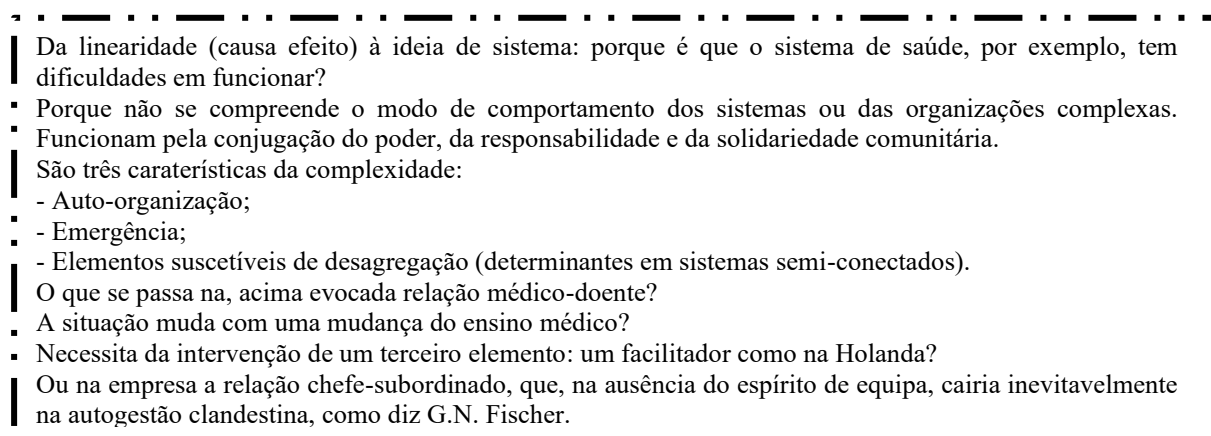 Da linearidade (causa efeito) à ideia de sistema: porque é que o sistema de saúde, por exemplo, tem
dificuldades em funcionar?
Porque não se compreende o modo de comportamento dos sistemas ou das organizações complexas.
Funcionam pela conjugação do poder, da responsabilidade e da solidariedade comunitária.
São três caraterísticas da complexidade:
- Auto-organização;
- Emergência;
- Elementos suscetíveis de desagregação (determinantes em sistemas semi-conectados).
O que se passa na, acima evocada relação médico-doente?
A situação muda com uma mudança do ensino médico?
Necessita da intervenção de um terceiro elemento: um facilitador como na Holanda?
Ou na empresa a relação chefe-subordinado, que, na ausência do espírito de equipa, cairia inevitavelmente
na autogestão clandestina, como diz G.N. Fischer.